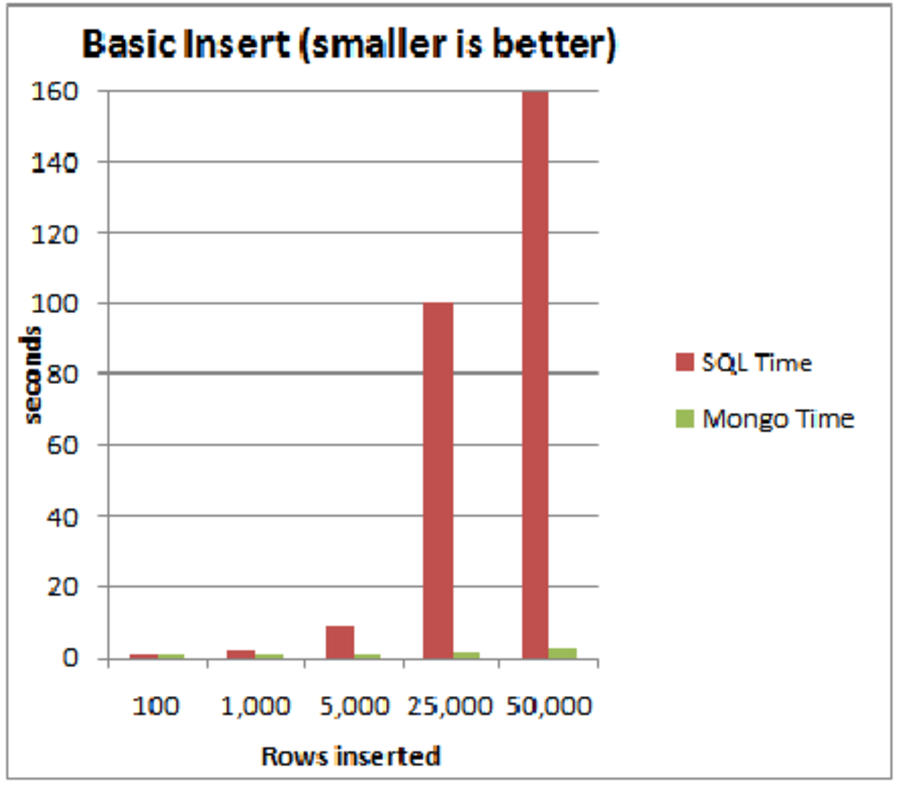 Basic Insert (smaller is better)
160
140
120
100
80
60
40
20
0
seconds
SQL Time
Mongo Time
100 1,000 5,000 25,000 50,000
Rows inserted